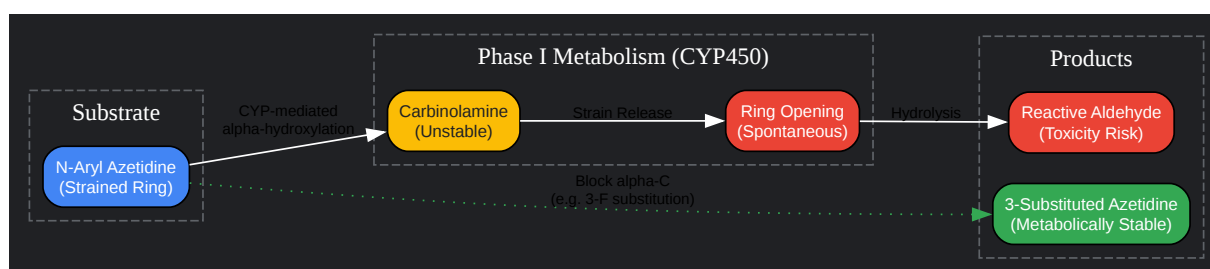 Substrate
N-Aryl Azetidine
(Strained Ring)
CYP-mediated
alpha-hydroxylation
Phase I Metabolism (CYP450)
Carbinolamine
(Unstable)
Strain Release
Ring Opening
(Spontaneous)
Hydrolysis
Block alpha-C
(e.g. 3-F substitution)
Products
Reactive Aldehyde
(Toxicity Risk)
3-Substituted Azetidine
(Metabolically Stable)